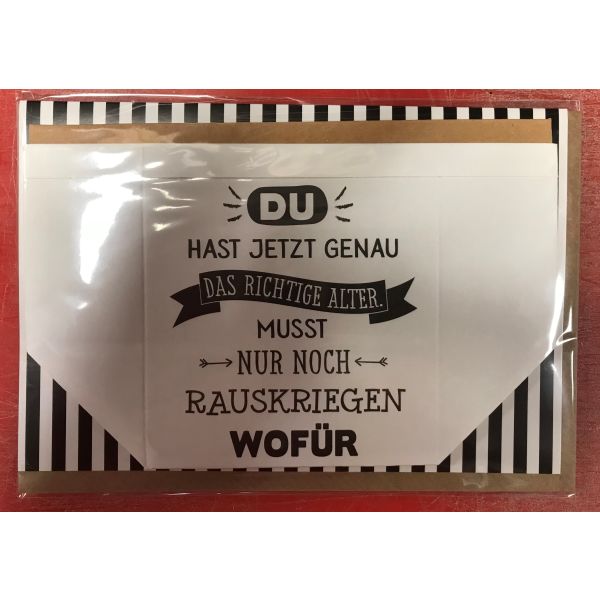 DU
HAST JETZT GENAU
DAS RICHTIGE ALTER.
MUSST
NUR NOCH
RAUSKRIEGEN
WOFÜR